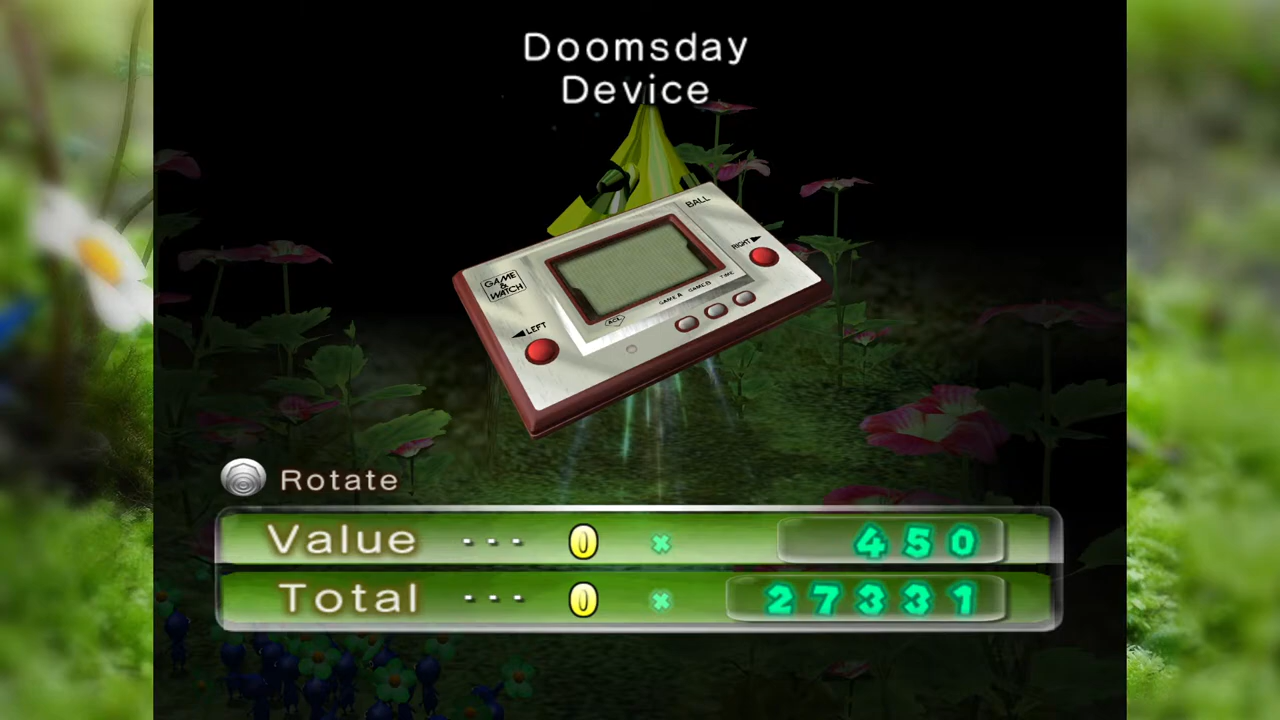 Doomsday
Device
BALL
GAME
&
WATCH
RIGHT
LEFT
GAME A GAME B TIME
ACL
Rotate
Value --- 0 × 450
Total --- 0 × 27331